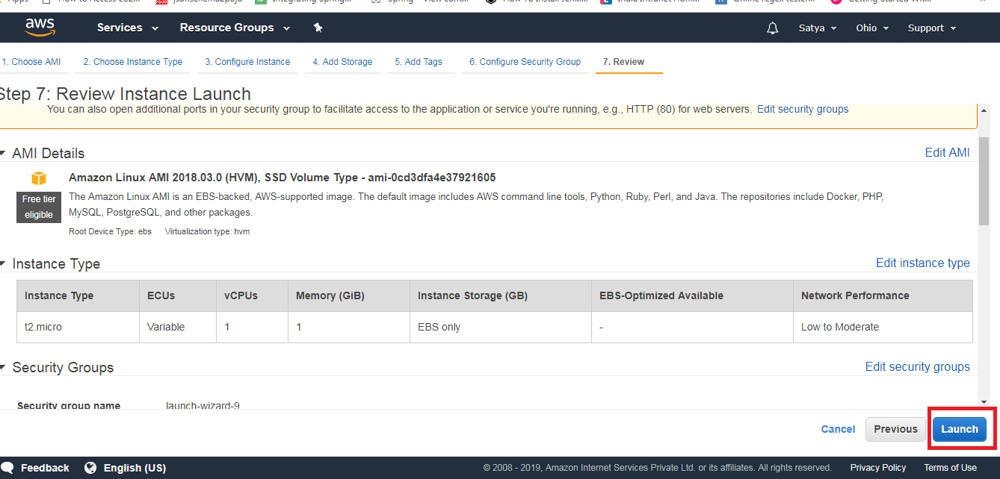 Apps
aws
Services
Resource Groups
Satya
Ohio
Support
1. Choose AMI
2. Choose Instance Type
3. Configure Instance
4. Add Storage
5. Add Tags
6. Configure Security Group
7. Review
Step 7: Review Instance Launch
You can also open additional ports in your security group to facilitate access to the application or service you're running, e.g., HTTP (80) for web servers. Edit security groups
AMI Details
Edit AMI
Amazon Linux AMI 2018.03.0 (HVM), SSD Volume Type - ami-0cd3dfa4e37921605
Free tier
eligible
The Amazon Linux AMI is an EBS-backed, AWS-supported image. The default image includes AWS command line tools, Python, Ruby, Perl, and Java. The repositories include Docker, PHP,
MySQL, PostgreSQL, and other packages.
Root Device Type: ebs Virtualization type: hvm
Instance Type
Edit instance type
Instance Type ECUs vCPUs Memory (GiB) Instance Storage (GB) EBS-Optimized Available Network Performance
t2.micro Variable 1 1 EBS only - Low to Moderate
Security Groups
Edit security groups
Security group name launch-wizard-9
Cancel Previous Launch
Feedback
English (US)
© 2008 - 2019, Amazon Internet Services Private Ltd. or its affiliates. All rights reserved.
Privacy Policy
Terms of Use